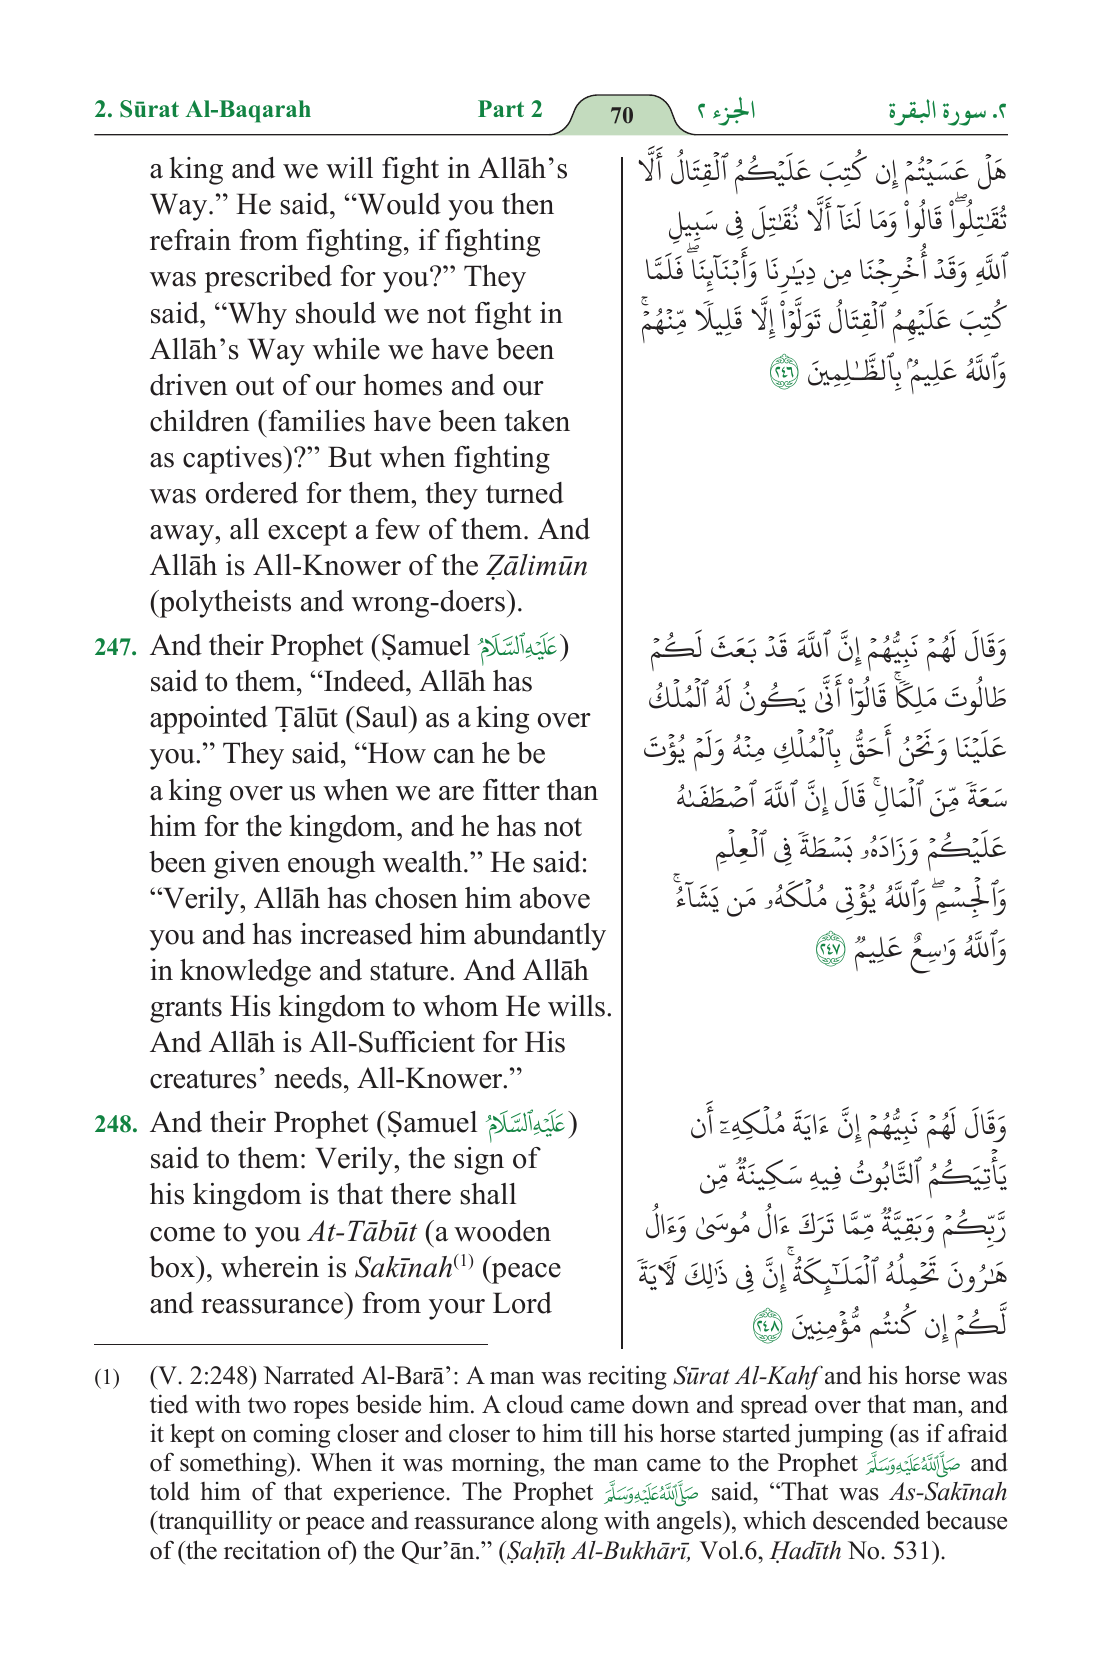 2. Sūrat Al-Baqarah Part 2 70 الجزء ٢ ٢. سورة البقرة
a king and we will fight in Allāh’s
Way.” He said, “Would you then
refrain from fighting, if fighting
was prescribed for you?” They
said, “Why should we not fight in
Allāh’s Way while we have been
driven out of our homes and our
children (families have been taken
as captives)?” But when fighting
was ordered for them, they turned
away, all except a few of them. And
Allāh is All-Knower of the Ẓālimūn
(polytheists and wrong-doers).
هَلْ عَسَيْتُمْ إِن كُتِبَ عَلَيْكُمُ ٱلْقِتَالُ أَلَّا
تُقَٰتِلُوا۟ ۖ قَالُوا۟ وَمَا لَنَآ أَلَّا نُقَٰتِلَ فِى سَبِيلِ
ٱللَّهِ وَقَدْ أُخْرِجْنَا مِن دِيَٰرِنَا وَأَبْنَآئِنَا ۖ فَلَمَّا
كُتِبَ عَلَيْهِمُ ٱلْقِتَالُ تَوَلَّوْا۟ إِلَّا قَلِيلًا مِّنْهُمْ ۚ
وَٱللَّهُ عَلِيمٌۢ بِٱلظَّٰلِمِينَ ٢٤٦
247. And their Prophet (Ṣamuel عَلَيْهِ ٱلسَّلَامُ)
said to them, “Indeed, Allāh has
appointed Ṭālūt (Saul) as a king over
you.” They said, “How can he be
a king over us when we are fitter than
him for the kingdom, and he has not
been given enough wealth.” He said:
“Verily, Allāh has chosen him above
you and has increased him abundantly
in knowledge and stature. And Allāh
grants His kingdom to whom He wills.
And Allāh is All-Sufficient for His
creatures’ needs, All-Knower.”
وَقَالَ لَهُمْ نَبِيُّهُمْ إِنَّ ٱللَّهَ قَدْ بَعَثَ لَكُمْ
طَالُوتَ مَلِكًا ۚ قَالُوٓا۟ أَنَّىٰ يَكُونُ لَهُ ٱلْمُلْكُ
عَلَيْنَا وَنَحْنُ أَحَقُّ بِٱلْمُلْكِ مِنْهُ وَلَمْ يُؤْتَ
سَعَةً مِّنَ ٱلْمَالِ ۚ قَالَ إِنَّ ٱللَّهَ ٱصْطَفَىٰهُ
عَلَيْكُمْ وَزَادَهُۥ بَسْطَةً فِى ٱلْعِلْمِ
وَٱلْجِسْمِ ۖ وَٱللَّهُ يُؤْتِى مُلْكَهُۥ مَن يَشَآءُ ۚ
وَٱللَّهُ وَٰسِعٌ عَلِيمٌ ٢٤٧
248. And their Prophet (Ṣamuel عَلَيْهِ ٱلسَّلَامُ)
said to them: Verily, the sign of
his kingdom is that there shall
come to you At-Tābūt (a wooden
box), wherein is Sakīnah(1) (peace
and reassurance) from your Lord
وَقَالَ لَهُمْ نَبِيُّهُمْ إِنَّ ءَايَةَ مُلْكِهِۦٓ أَن
يَأْتِيَكُمُ ٱلتَّابُوتُ فِيهِ سَكِينَةٌ مِّن
رَّبِّكُمْ وَبَقِيَّةٌ مِّمَّا تَرَكَ ءَالُ مُوسَىٰ وَءَالُ
هَٰرُونَ تَحْمِلُهُ ٱلْمَلَٰٓئِكَةُ ۚ إِنَّ فِى ذَٰلِكَ لَءَايَةً
لَّكُمْ إِن كُنتُم مُّؤْمِنِينَ ٢٤٨
(1) (V. 2:248) Narrated Al-Barā’: A man was reciting Sūrat Al-Kahf and his horse was
tied with two ropes beside him. A cloud came down and spread over that man, and
it kept on coming closer and closer to him till his horse started jumping (as if afraid
of something). When it was morning, the man came to the Prophet صَلَّى ٱللَّهُ عَلَيْهِ وَسَلَّمَ and
told him of that experience. The Prophet صَلَّى ٱللَّهُ عَلَيْهِ وَسَلَّمَ said, “That was As-Sakīnah
(tranquillity or peace and reassurance along with angels), which descended because
of (the recitation of) the Qur’ān.” (Ṣaḥīḥ Al-Bukhārī, Vol.6, Ḥadīth No. 531).